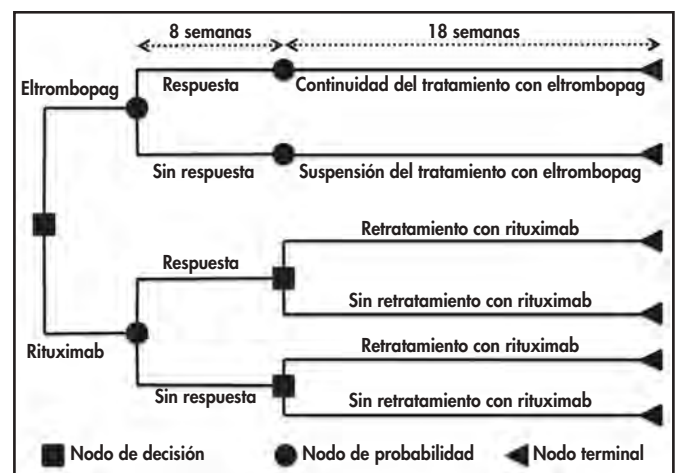 8 semanas 18 semanas
Eltrombopag Respuesta Continuidad del tratamiento con eltrombopag
Sin respuesta Suspensión del tratamiento con eltrombopag
Retratamiento con rituximab
Respuesta
Sin retratamiento con rituximab
Rituximab Retratamiento con rituximab
Sin respuesta Sin retratamiento con rituximab
Nodo de decisión Nodo de probabilidad Nodo terminal